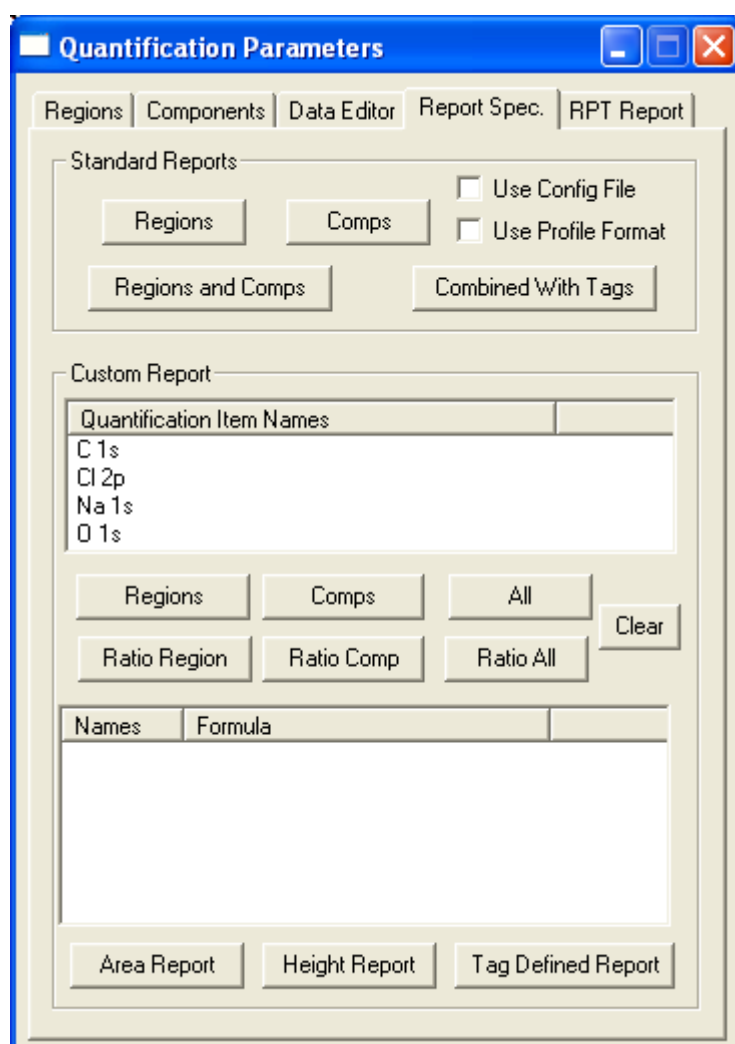 Quantification Parameters
Regions Components Data Editor Report Spec. RPT Report
Standard Reports
Use Config File
Regions Comps
Use Profile Format
Regions and Comps Combined With Tags
Custom Report
Quantification Item Names
C 1s
Cl 2p
Na 1s
O 1s
Regions Comps All
Clear
Ratio Region Ratio Comp Ratio All
Names Formula
Area Report Height Report Tag Defined Report